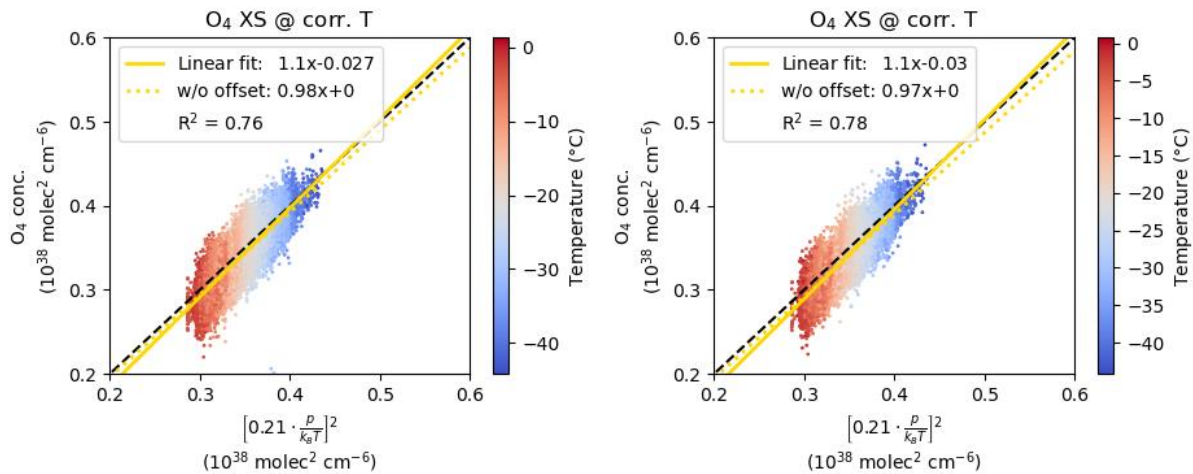 O₄ XS @ corr. T
Linear fit: 1.1x-0.027
w/o offset: 0.98x+0
R² = 0.76
0.6
0.5
0.4
0.3
0.2
O₄ conc.
(10³⁸ molec² cm⁻⁶)
0.2 0.3 0.4 0.5 0.6
[0.21 · p/(k_B T)]²
(10³⁸ molec² cm⁻⁶)
0
−10
−20
−30
−40
Temperature (°C)
O₄ XS @ corr. T
Linear fit: 1.1x-0.03
w/o offset: 0.97x+0
R² = 0.78
0.6
0.5
0.4
0.3
0.2
O₄ conc.
(10³⁸ molec² cm⁻⁶)
0.2 0.3 0.4 0.5 0.6
[0.21 · p/(k_B T)]²
(10³⁸ molec² cm⁻⁶)
0
−5
−10
−15
−20
−25
−30
−35
−40
Temperature (°C)